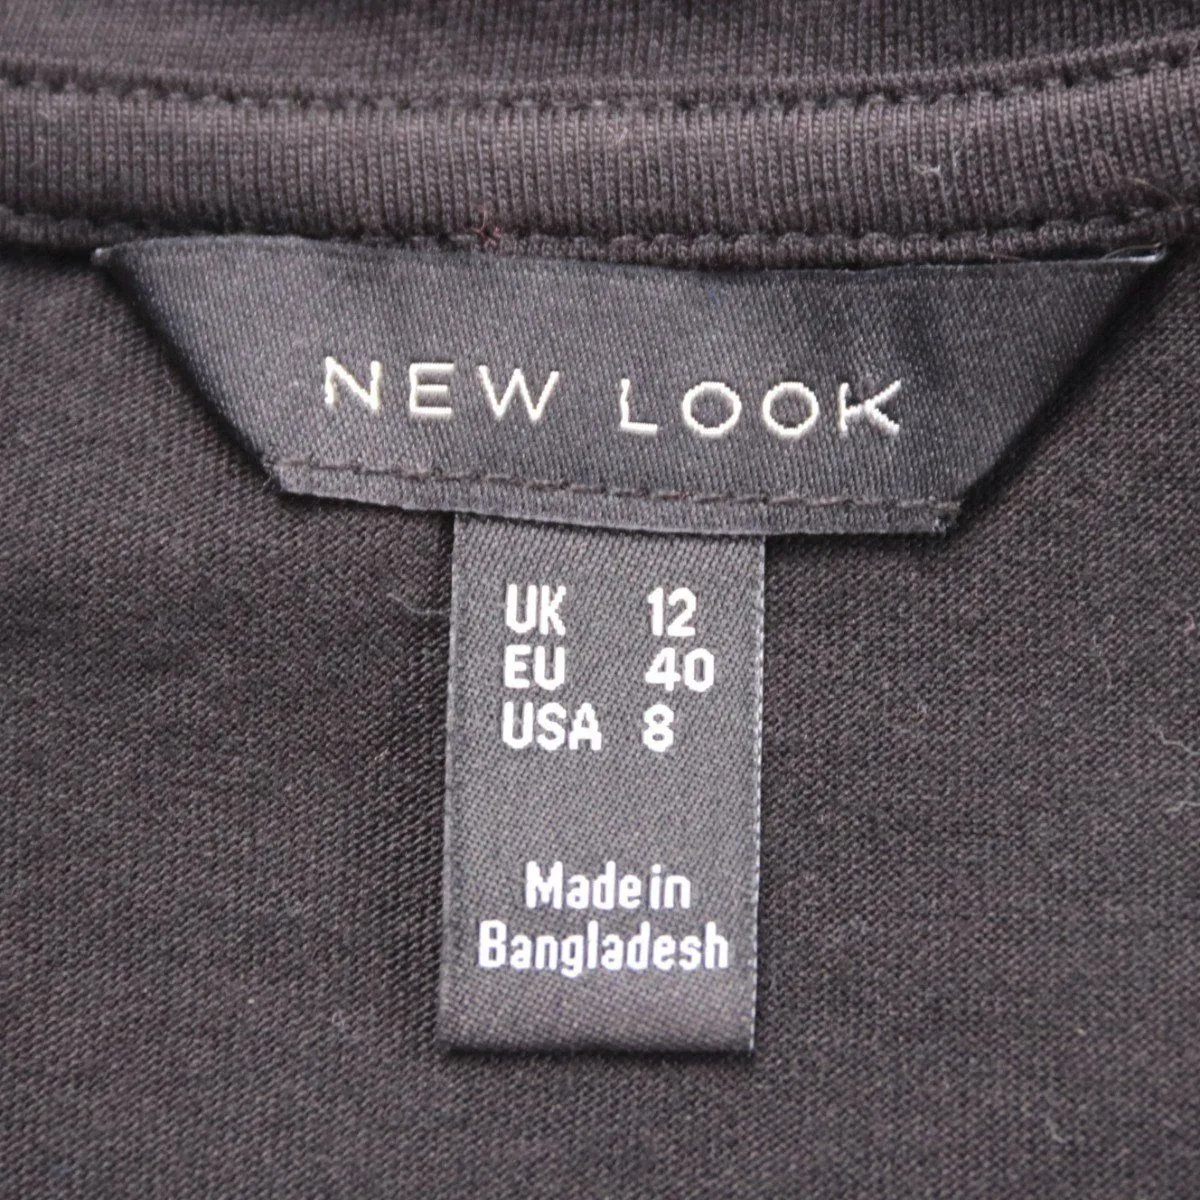 NEW LOOK
UK 12
EU 40
USA 8
Made in
Bangladesh